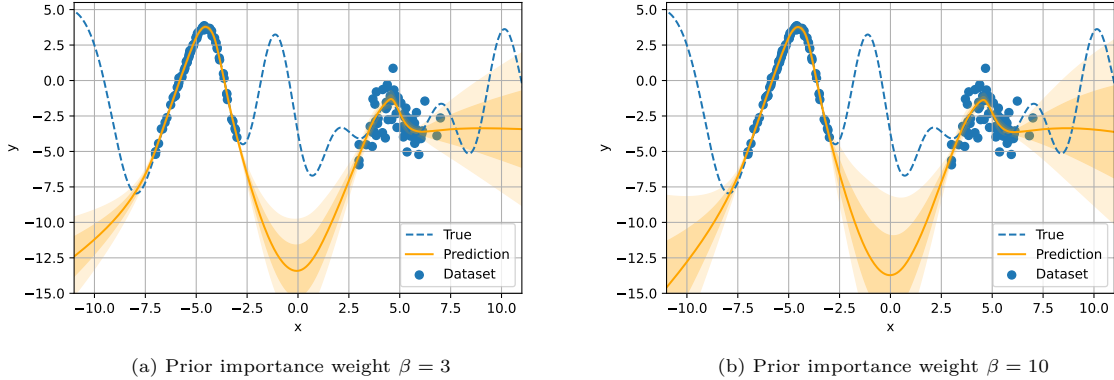 5.0
2.5
0.0
−2.5
−5.0
−7.5
−10.0
−12.5
−15.0
y
−10.0 −7.5 −5.0 −2.5 0.0 2.5 5.0 7.5 10.0
x
True
Prediction
Dataset
(a) Prior importance weight β = 3
5.0
2.5
0.0
−2.5
−5.0
−7.5
−10.0
−12.5
−15.0
y
−10.0 −7.5 −5.0 −2.5 0.0 2.5 5.0 7.5 10.0
x
True
Prediction
Dataset
(b) Prior importance weight β = 10